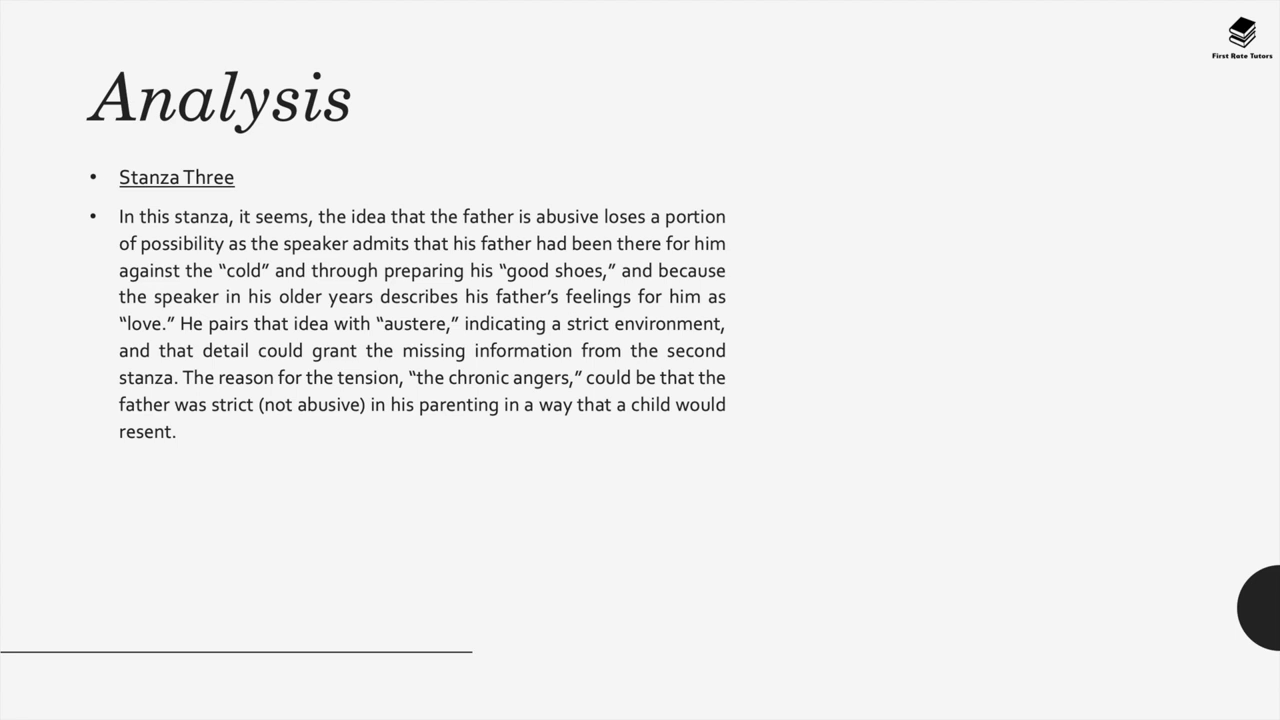 First Rate Tutors
Analysis
• Stanza Three
• In this stanza, it seems, the idea that the father is abusive loses a portion
of possibility as the speaker admits that his father had been there for him
against the “cold” and through preparing his “good shoes,” and because
the speaker in his older years describes his father’s feelings for him as
“love.” He pairs that idea with “austere,” indicating a strict environment,
and that detail could grant the missing information from the second
stanza. The reason for the tension, “the chronic angers,” could be that the
father was strict (not abusive) in his parenting in a way that a child would
resent.